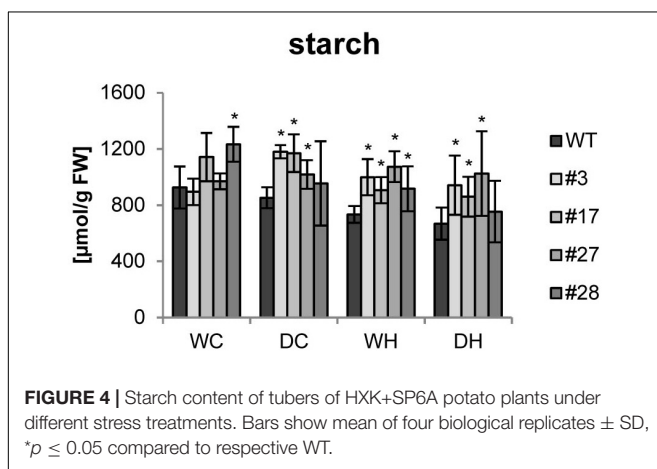 starch
[µmol/g FW]
1600
1200
800
400
0
* * * * * * * * * * *
WC DC WH DH
WT
#3
#17
#27
#28
FIGURE 4 | Starch content of tubers of HXK+SP6A potato plants under
different stress treatments. Bars show mean of four biological replicates ± SD,
*p ≤ 0.05 compared to respective WT.